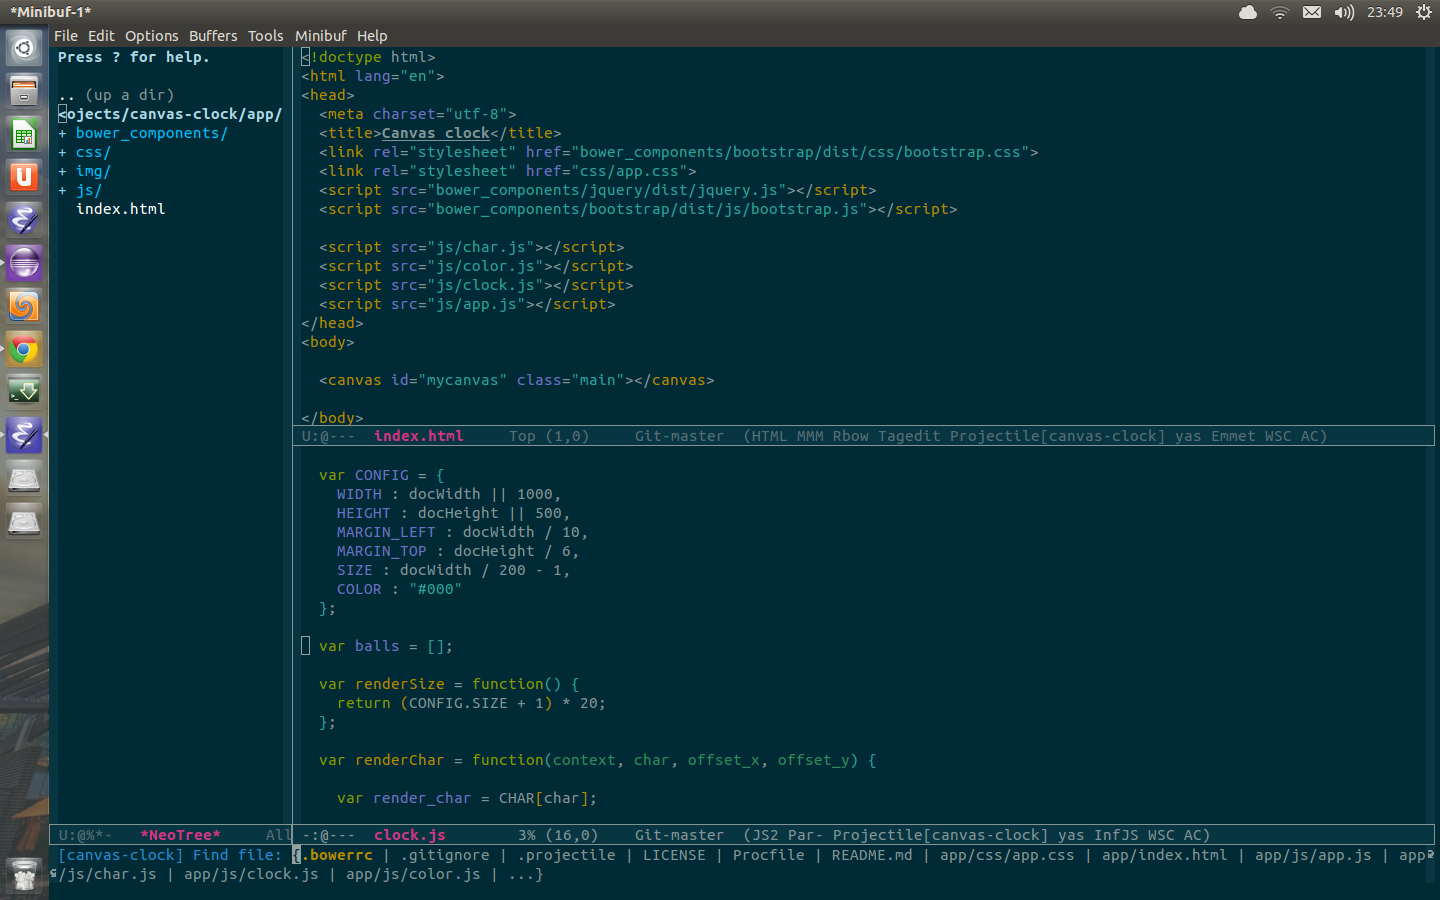 *Minibuf-1*
23:49
File Edit Options Buffers Tools Minibuf Help
Press ? for help.
.. (up a dir)
<ojects/canvas-clock/app/
+ bower_components/
+ css/
+ img/
+ js/
index.html
<!doctype html>
<html lang="en">
<head>
<meta charset="utf-8">
<title>Canvas clock</title>
<link rel="stylesheet" href="bower_components/bootstrap/dist/css/bootstrap.css">
<link rel="stylesheet" href="css/app.css">
<script src="bower_components/jquery/dist/jquery.js"></script>
<script src="bower_components/bootstrap/dist/js/bootstrap.js"></script>
<script src="js/char.js"></script>
<script src="js/color.js"></script>
<script src="js/clock.js"></script>
<script src="js/app.js"></script>
</head>
<body>
<canvas id="mycanvas" class="main"></canvas>
</body>
U:@--- index.html Top (1,0) Git-master (HTML MMM Rbow Tagedit Projectile[canvas-clock] yas Emmet WSC AC)
var CONFIG = {
WIDTH : docWidth || 1000,
HEIGHT : docHeight || 500,
MARGIN_LEFT : docWidth / 10,
MARGIN_TOP : docHeight / 6,
SIZE : docWidth / 200 - 1,
COLOR : "#000"
};
var balls = [];
var renderSize = function() {
return (CONFIG.SIZE + 1) * 20;
};
var renderChar = function(context, char, offset_x, offset_y) {
var render_char = CHAR[char];
U:@%*- *NeoTree* All
-:@--- clock.js 3% (16,0) Git-master (JS2 Par- Projectile[canvas-clock] yas InfJS WSC AC)
[canvas-clock] Find file: {.bowerrc | .gitignore | .projectile | LICENSE | Procfile | README.md | app/css/app.css | app/index.html | app/js/app.js | app
/js/char.js | app/js/clock.js | app/js/color.js | ...}